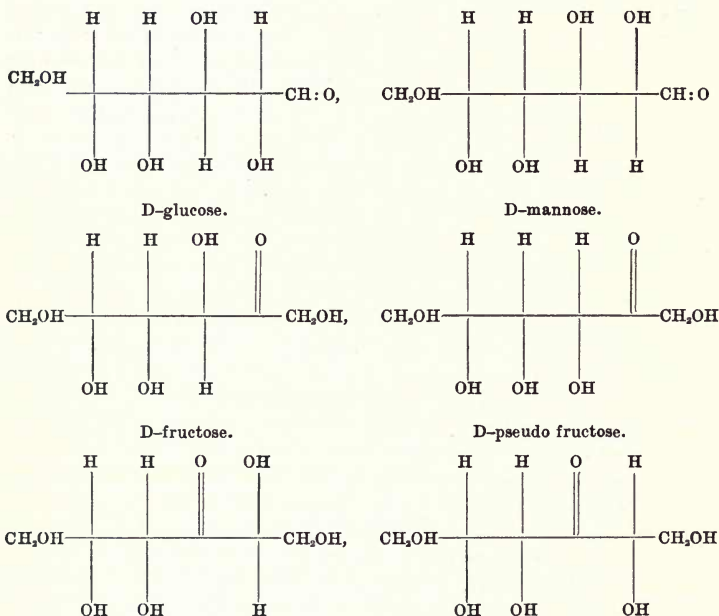 H H OH H H H OH OH
CH₂OH CH:O, CH₂OH CH:O
OH OH H OH OH OH H H
D-glucose. D-mannose.
H H OH O H H H O
CH₂OH CH₂OH, CH₂OH CH₂OH
OH OH H OH OH OH
D-fructose. D-pseudo fructose.
H H O OH H H O H
CH₂OH CH₂OH, CH₂OH CH₂OH
OH OH H OH OH OH